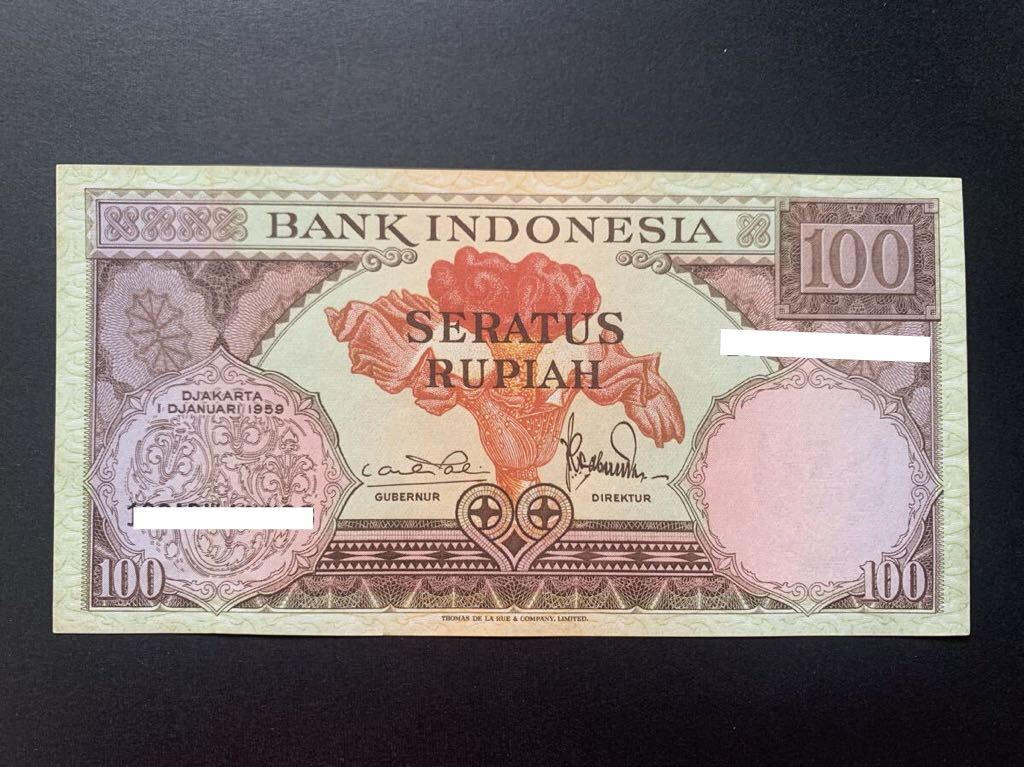 BANK INDONESIA
100
SERATUS
RUPIAH
DJAKARTA
1 DJANUARI 1959
GUBERNUR
DIREKTUR
100
100
THOMAS DE LA RUE & COMPANY, LIMITED.